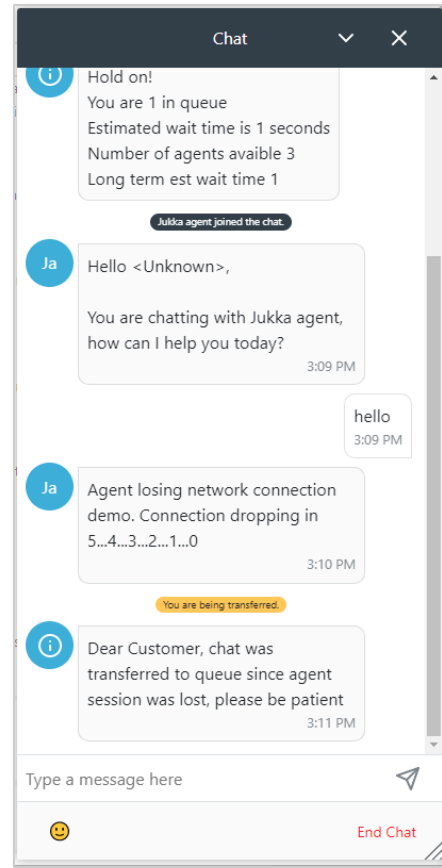 Chat
Hold on!
You are 1 in queue
Estimated wait time is 1 seconds
Number of agents avaible 3
Long term est wait time 1
Jukka agent joined the chat.
Ja
Hello <Unknown>,
You are chatting with Jukka agent,
how can I help you today?
3:09 PM
hello
3:09 PM
Ja
Agent losing network connection
demo. Connection dropping in
5...4...3...2...1...0
3:10 PM
You are being transferred.
Dear Customer, chat was
transferred to queue since agent
session was lost, please be patient
3:11 PM
Type a message here
End Chat